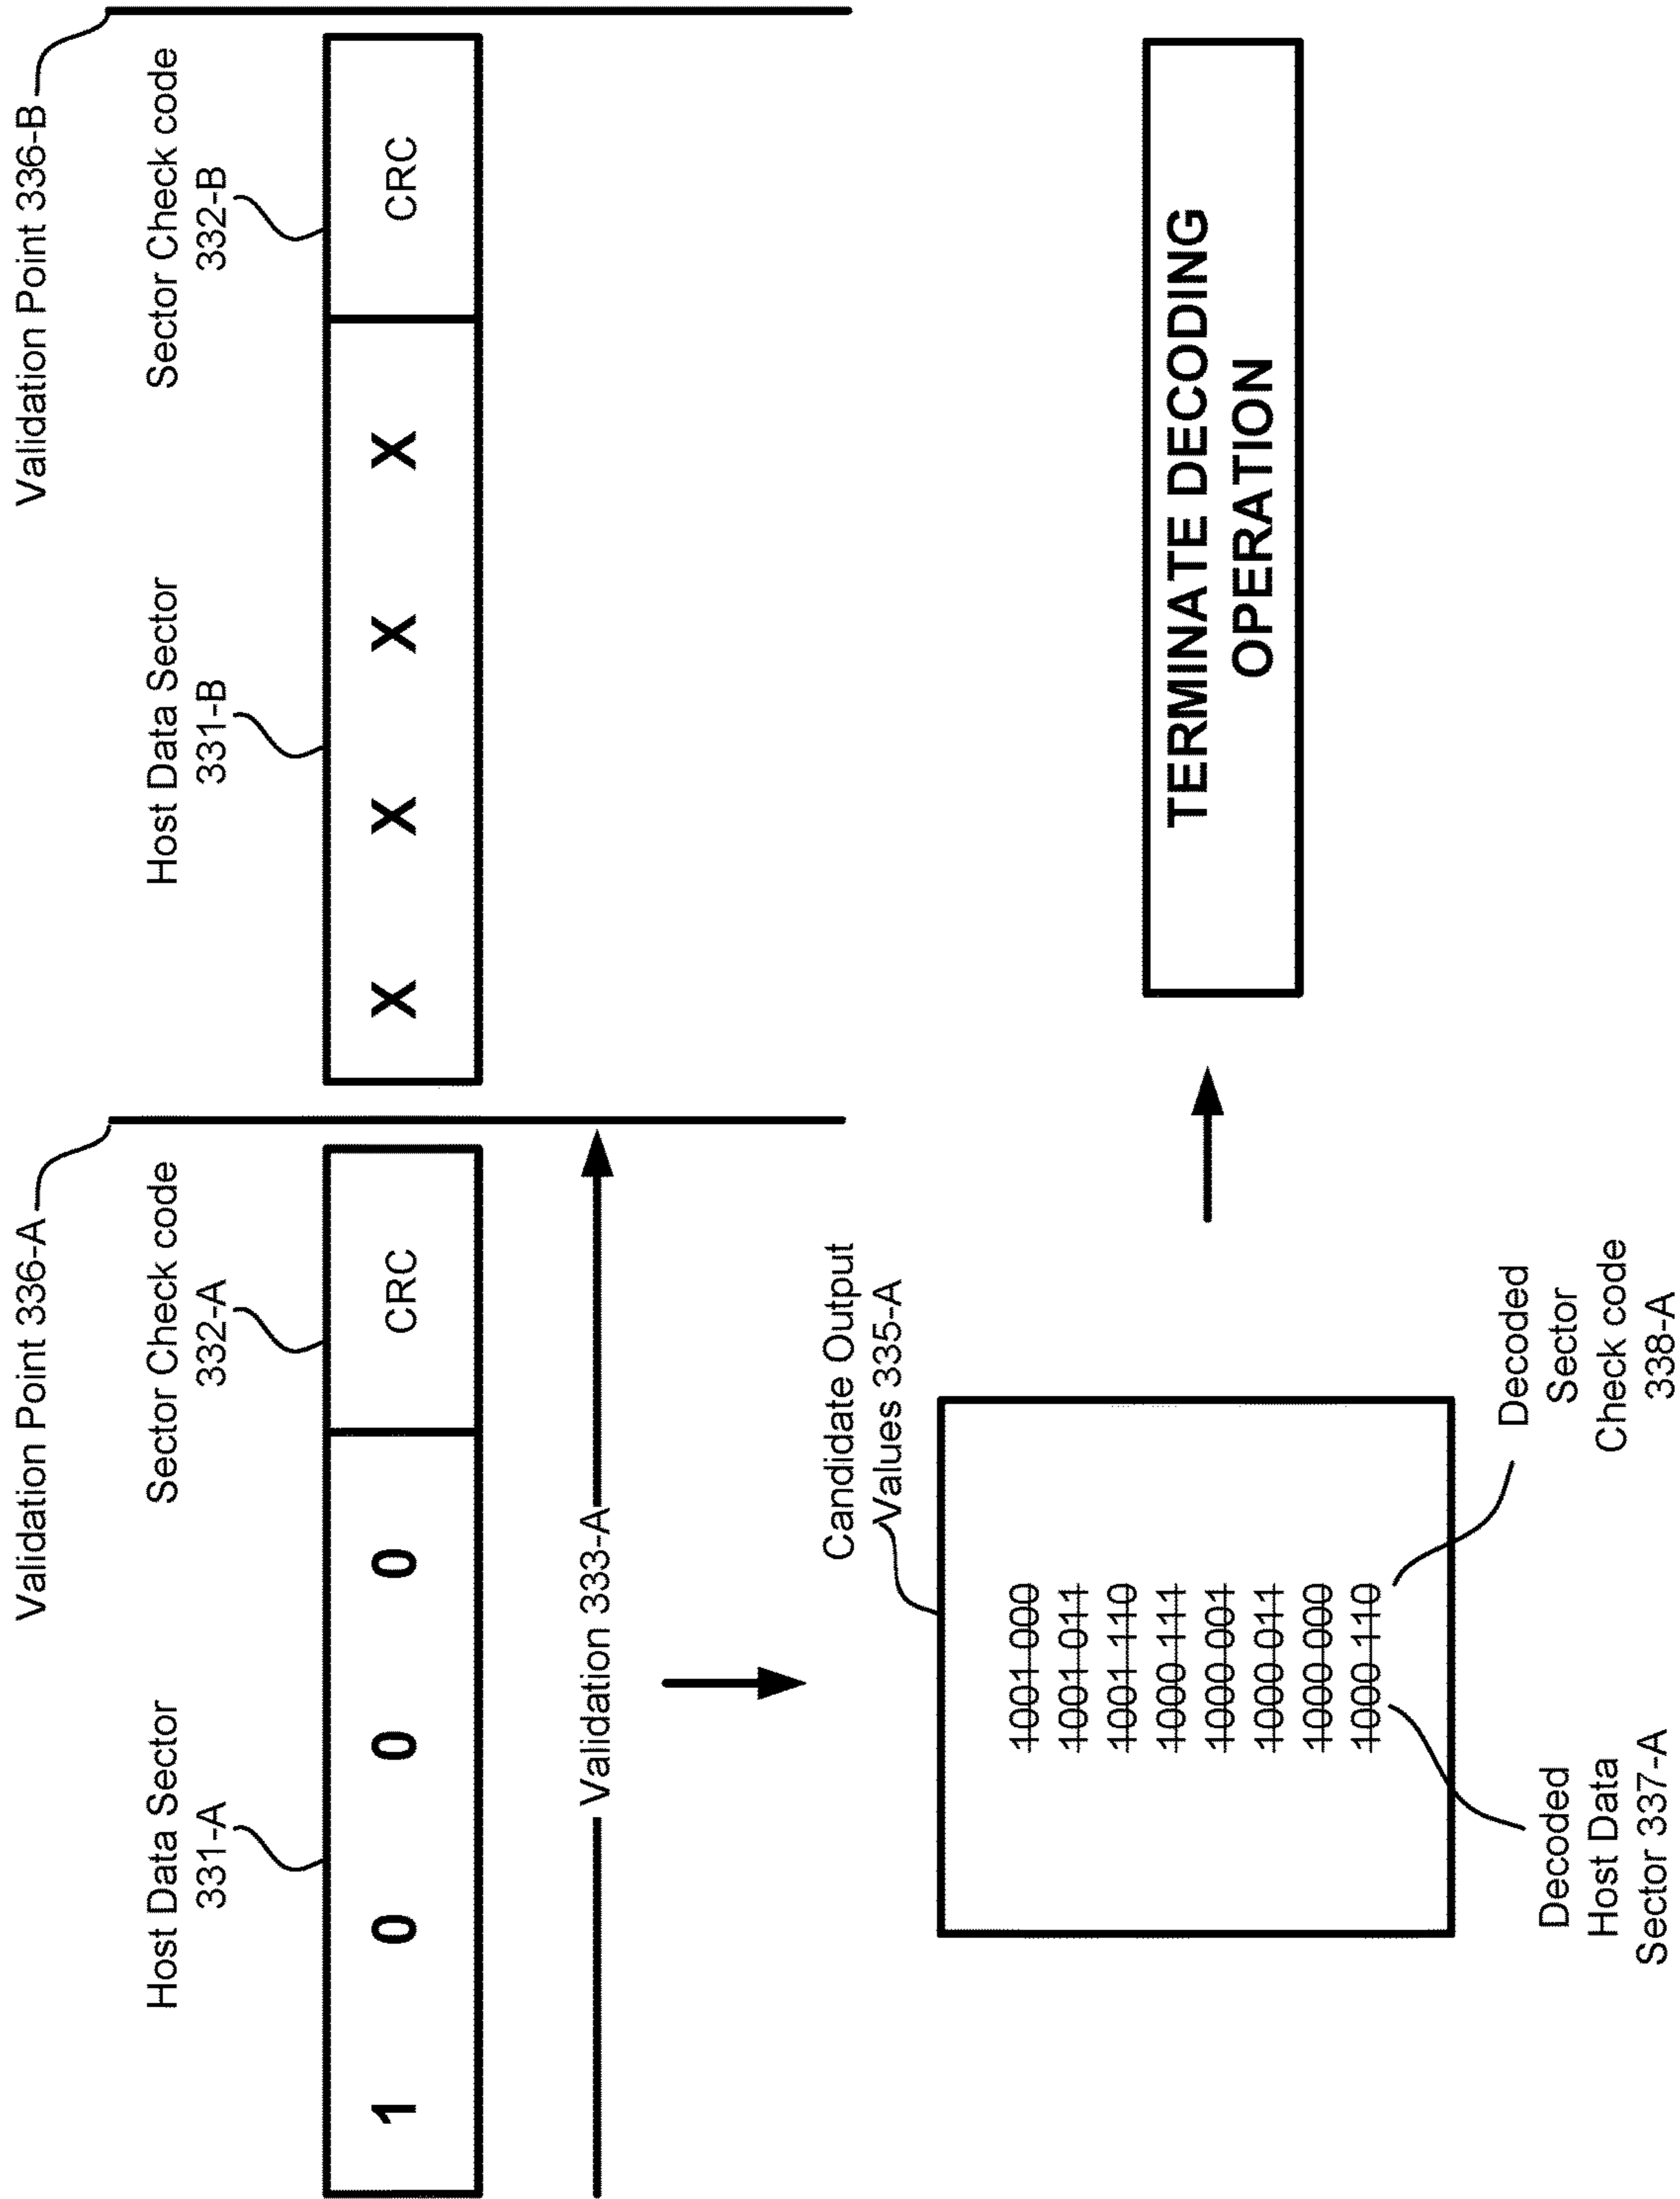 Validation Point 336-A
Validation Point 336-B
Host Data Sector
331-A
Sector Check code
332-A
Host Data Sector
331-B
Sector Check code
332-B
1 0 0 0 CRC
X X X X CRC
Validation 333-A
Candidate Output
Values 335-A
1001 000
1001 011
1001 110
1000 111
1000 001
1000 011
1000 000
1000 110
Decoded
Host Data
Sector 337-A
Decoded
Sector
Check code
338-A
TERMINATE DECODING
OPERATION